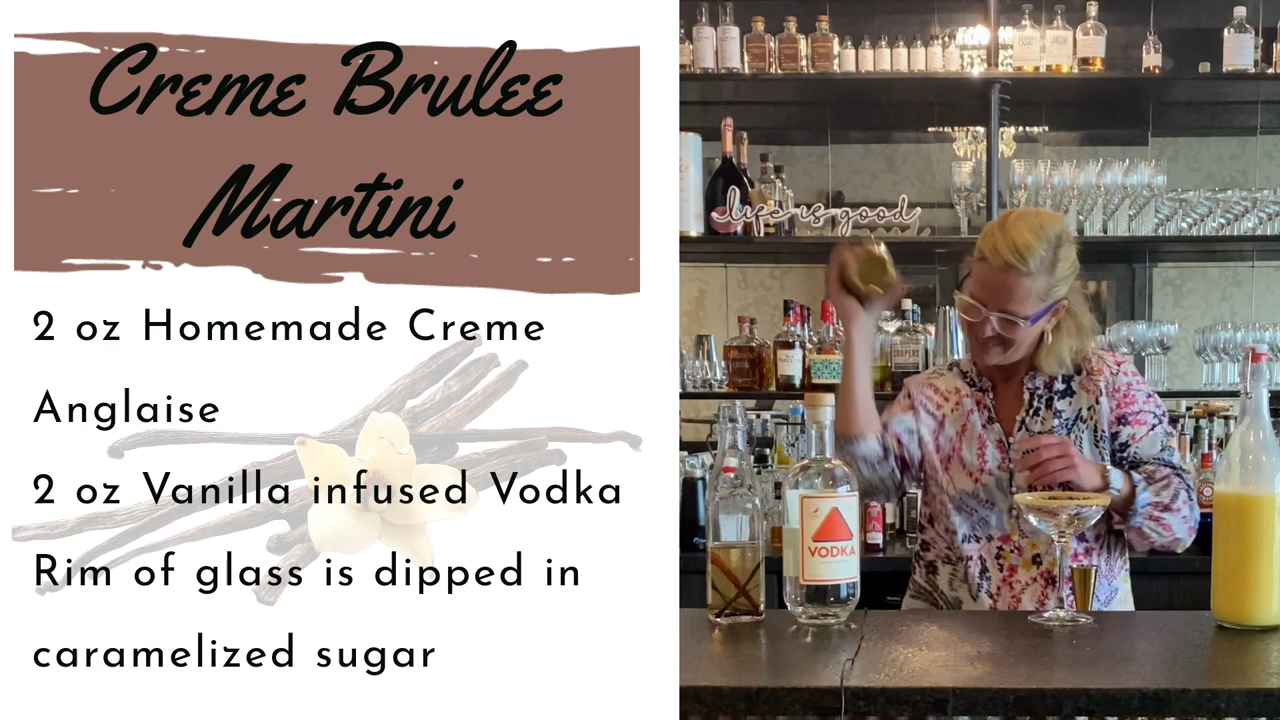 Creme Brulee
Martini
2 oz Homemade Creme
Anglaise
2 oz Vanilla infused Vodka
Rim of glass is dipped in
caramelized sugar
life is good
COOPERS'
VODKA